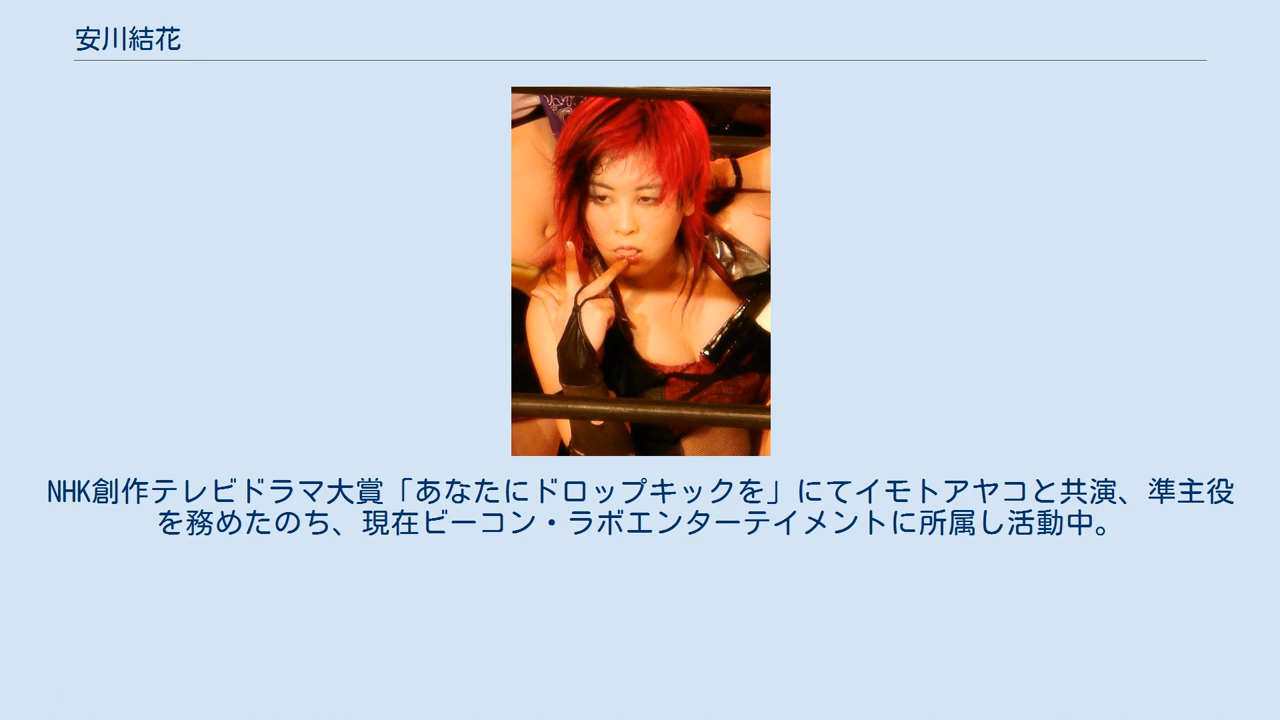 安川結花
NHK創作テレビドラマ大賞「あなたにドロップキックを」にてイモトアヤコと共演、準主役
を務めたのち、現在ビーコン・ラボエンターテイメントに所属し活動中。